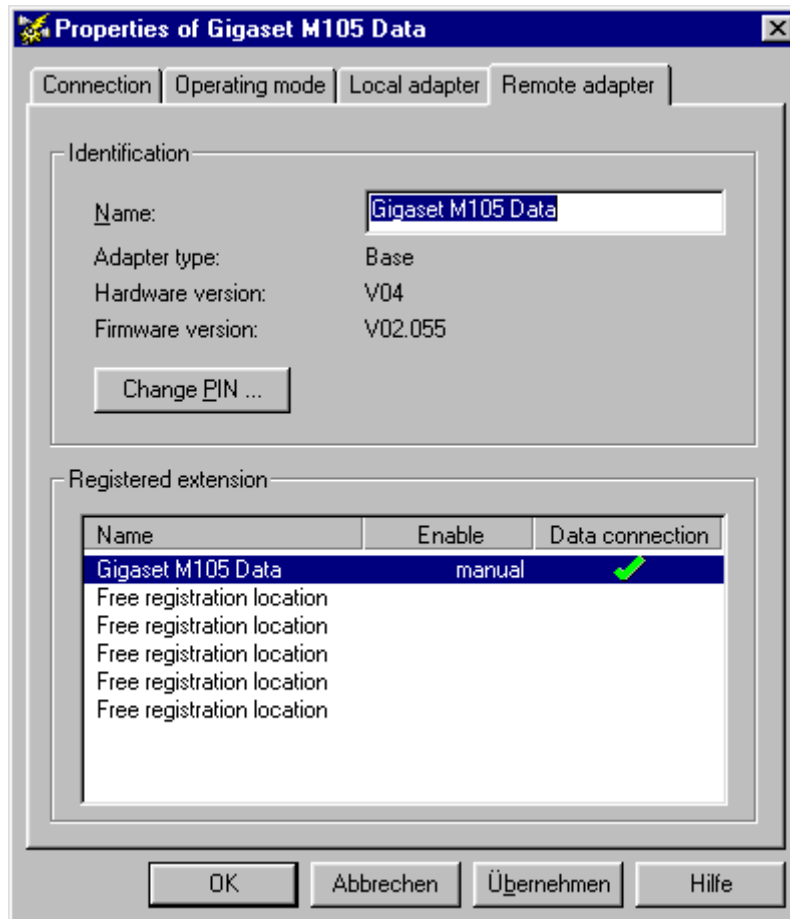 Properties of Gigaset M105 Data
Connection Operating mode Local adapter Remote adapter
Identification
Name: Gigaset M105 Data
Adapter type: Base
Hardware version: V04
Firmware version: V02.055
Change PIN ...
Registered extension
Name Enable Data connection
Gigaset M105 Data manual
Free registration location
Free registration location
Free registration location
Free registration location
Free registration location
OK Abbrechen Übernehmen Hilfe